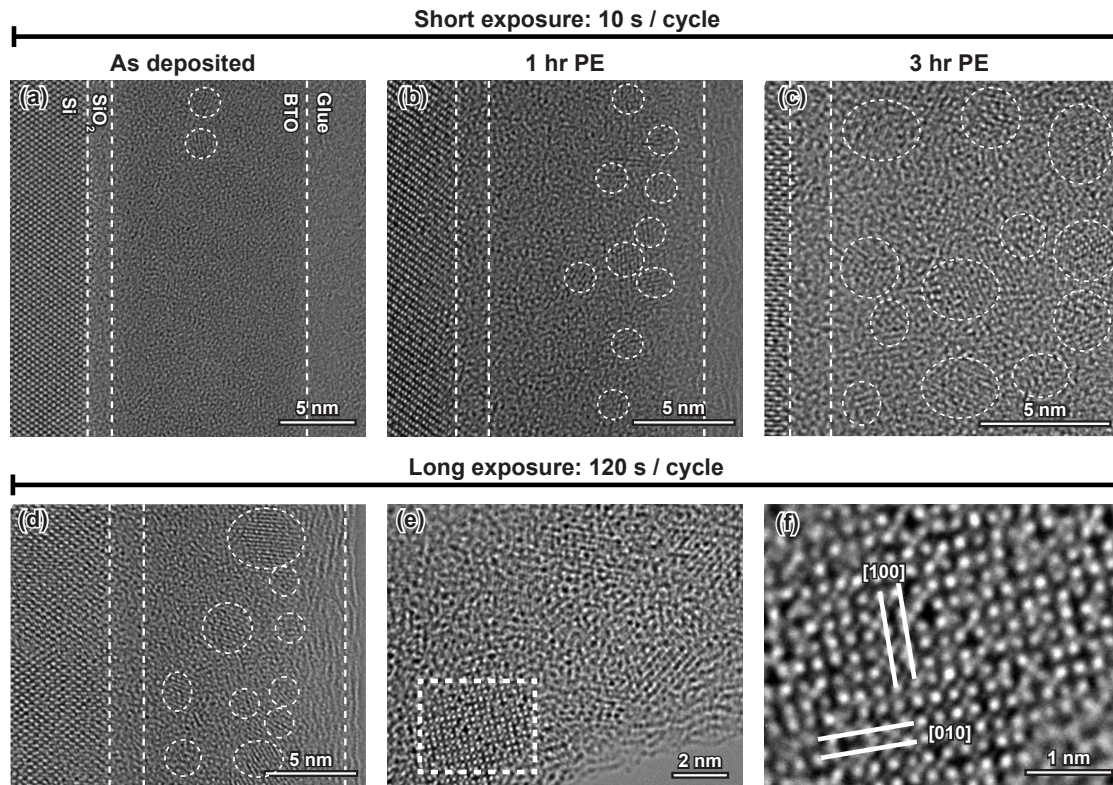 Short exposure: 10 s / cycle
As deposited
1 hr PE
3 hr PE
(a)
Si
SiO2
BTO
Glue
5 nm
(b)
5 nm
(c)
5 nm
Long exposure: 120 s / cycle
(d)
5 nm
(e)
2 nm
(f)
[100]
[010]
1 nm